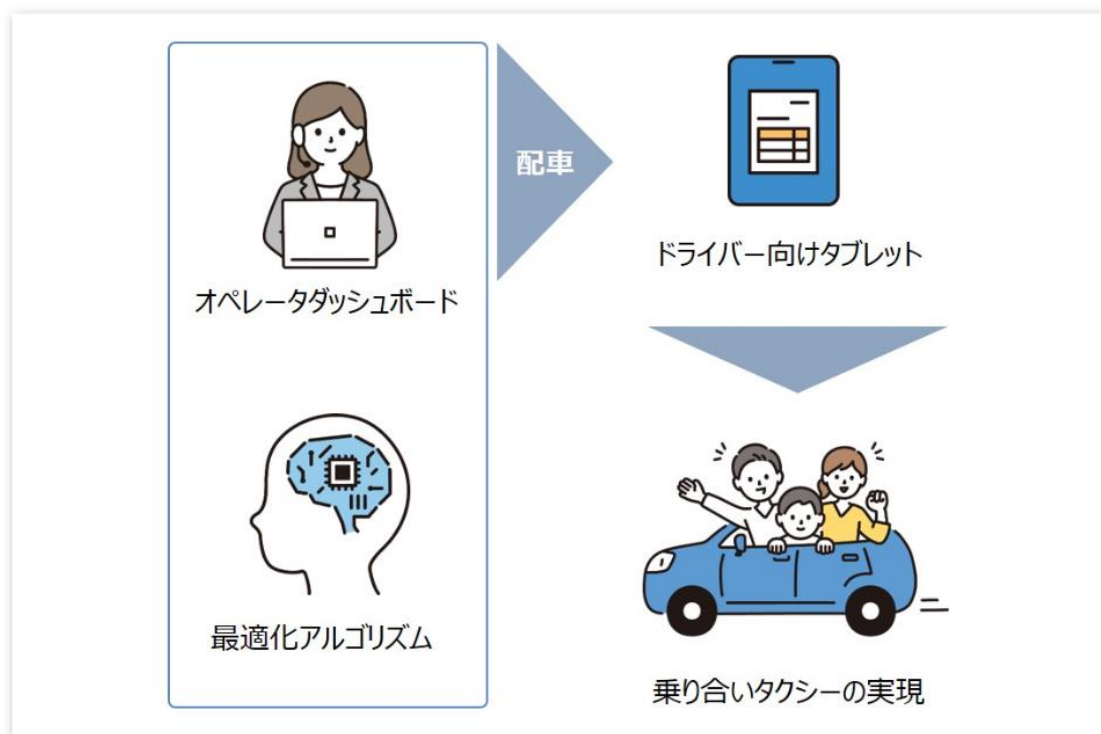 オペレータダッシュボード
最適化アルゴリズム
配車
ドライバー向けタブレット
乗り合いタクシーの実現